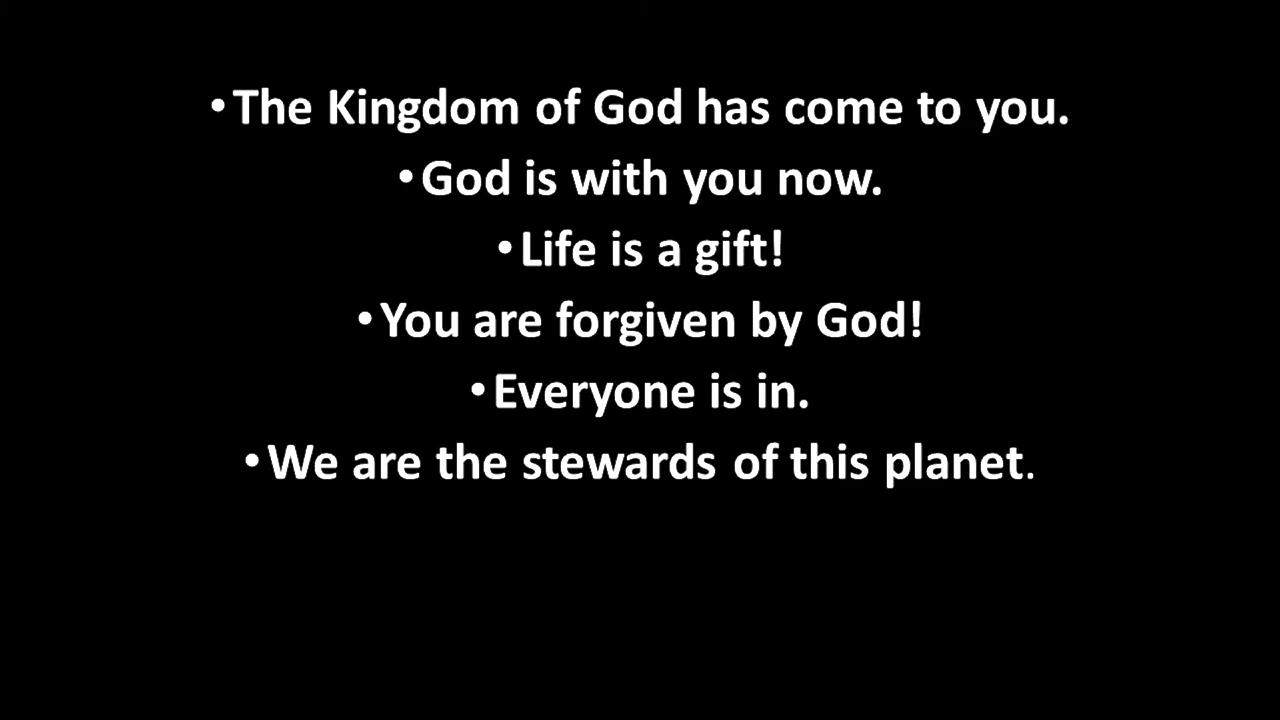 •The Kingdom of God has come to you.
•God is with you now.
•Life is a gift!
•You are forgiven by God!
•Everyone is in.
•We are the stewards of this planet.